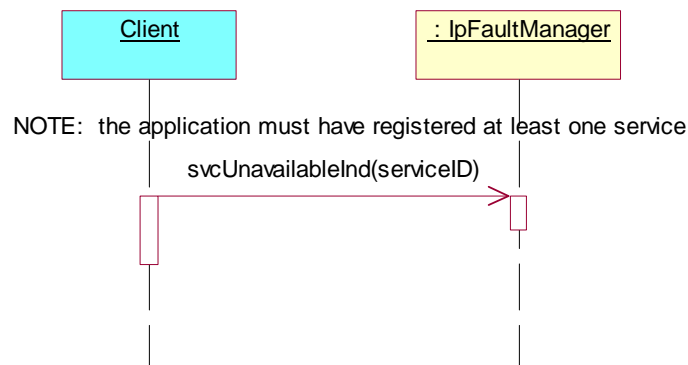 Client
: IpFaultManager
NOTE: the application must have registered at least one service
svcUnavailableInd(serviceID)